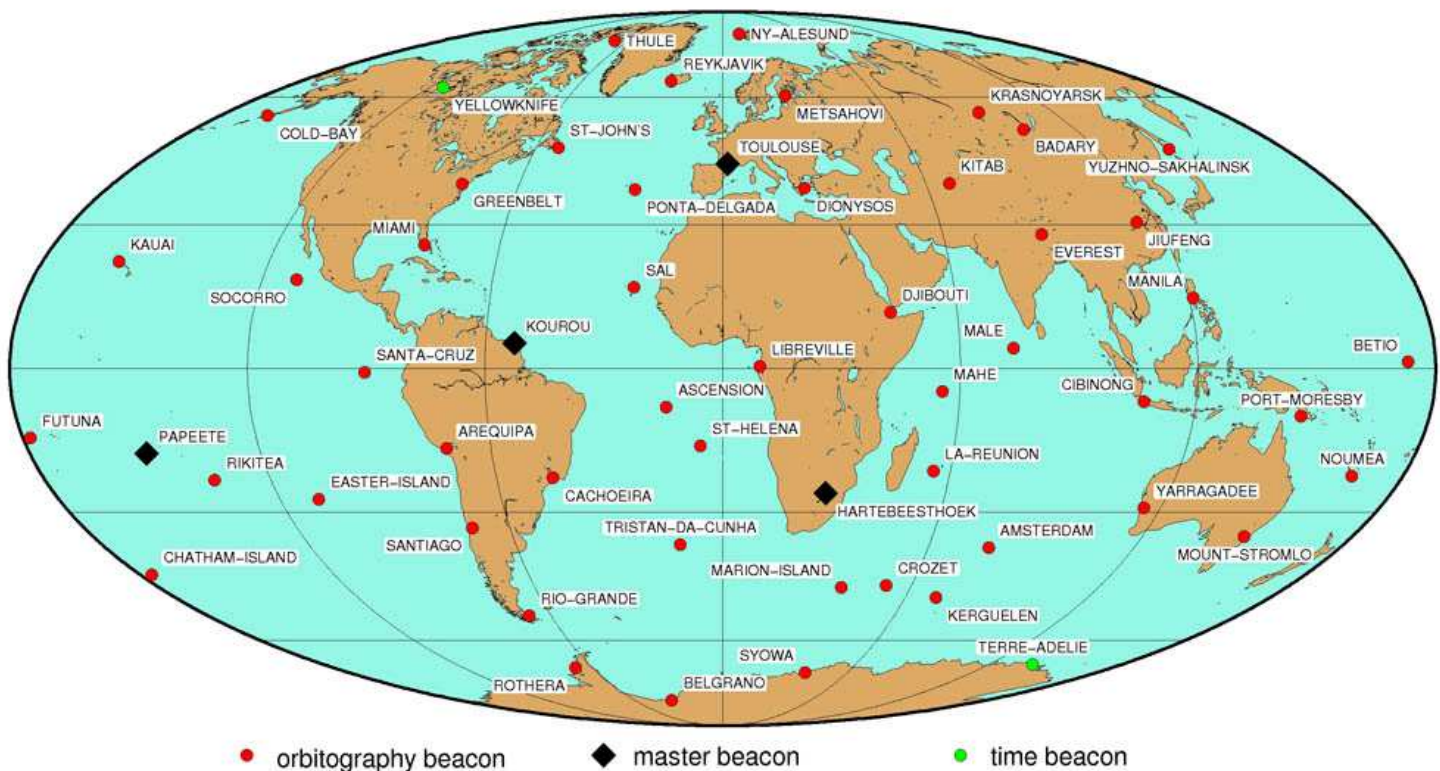 THULE
NY-ALESUND
REYKJAVIK
YELLOWKNIFE
KRASNOYARSK
METSAHOVI
COLD-BAY
ST-JOHN'S
TOULOUSE
BADARY
KITAB
YUZHNO-SAKHALINSK
GREENBELT
PONTA-DELGADA
DIONYSOS
MIAMI
JIUFENG
KAUAI
EVEREST
SOCORRO
SAL
MANILA
DJIBOUTI
KOUROU
MALE
BETIO
SANTA-CRUZ
LIBREVILLE
MAHE
CIBINONG
ASCENSION
PORT-MORESBY
FUTUNA
PAPEETE
AREQUIPA
ST-HELENA
RIKITEA
LA-REUNION
NOUMEA
EASTER-ISLAND
CACHOEIRA
YARRAGADEE
HARTEBEESTHOEK
TRISTAN-DA-CUNHA
AMSTERDAM
SANTIAGO
MOUNT-STROMLO
CHATHAM-ISLAND
MARION-ISLAND
CROZET
RIO-GRANDE
KERGUELEN
TERRE-ADELIE
SYOWA
ROTHERA
BELGRANO
orbitography beacon
master beacon
time beacon